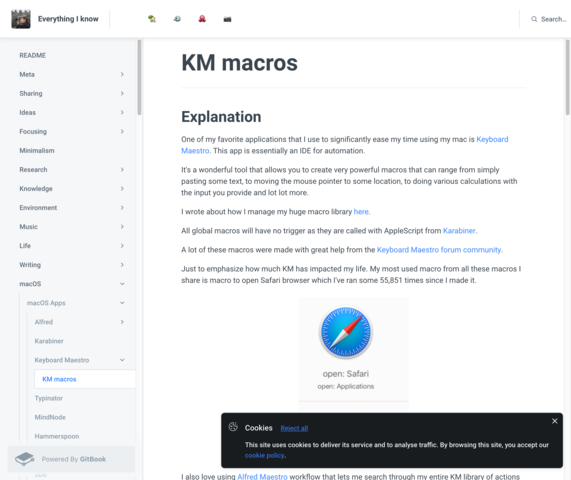 Everything I know
Search…
README
Meta
Sharing
Ideas
Focusing
Minimalism
Research
Knowledge
Environment
Music
Life
Writing
macOS
macOS Apps
Alfred
Karabiner
Keyboard Maestro
KM macros
Typinator
MindNode
Hammerspoon
Powered By GitBook
KM macros
Explanation
One of my favorite applications that I use to significantly ease my time using my mac is Keyboard
Maestro. This app is essentially an IDE for automation.
It's a wonderful tool that allows you to create very powerful macros that can range from simply
pasting some text, to moving the mouse pointer to some location, to doing various calculations with
the input you provide and lot lot more.
I wrote about how I manage my huge macro library here.
All global macros will have no trigger as they are called with AppleScript from Karabiner.
A lot of these macros were made with great help from the Keyboard Maestro forum community.
Just to emphasize how much KM has impacted my life. My most used macro from all these macros I
share is macro to open Safari browser which I've ran some 55,851 times since I made it.
open: Safari
open: Applications
Cookies Reject all
This site uses cookies to deliver its service and to analyse traffic. By browsing this site, you accept our
cookie policy.
I also love using Alfred Maestro workflow that lets me search through my entire KM library of actions